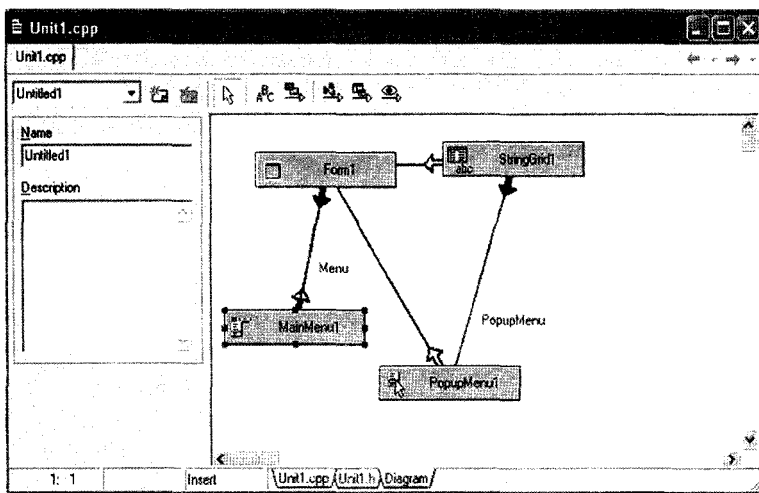 Unit1.cpp
Unit1.cpp
Untitled1
ABC
Name
Untitled1
Description
Form1
abc
StringGrid1
Menu
MainMenu1
PopupMenu
PopupMenu1
1: 1
Insert
Unit1.cpp
Unit1.h
Diagram